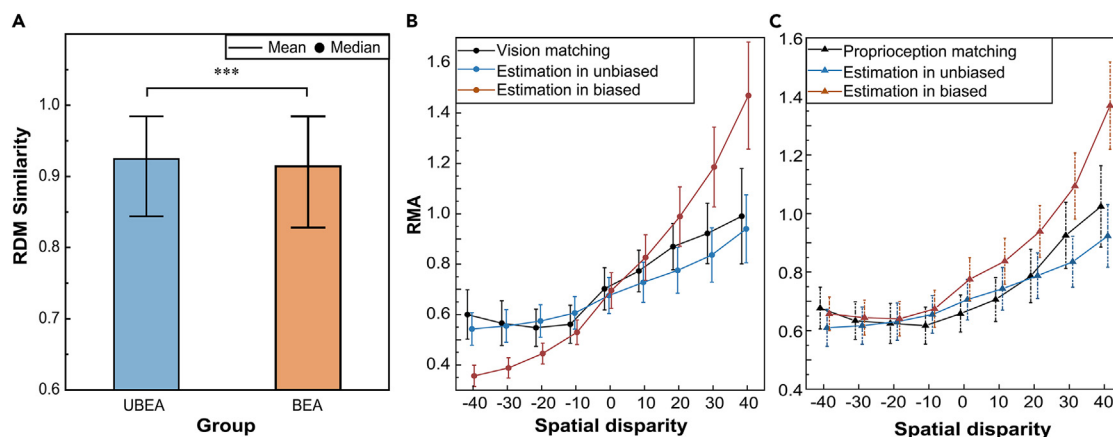 A
Mean Median
***
RDM Similarity
1.0
0.9
0.8
0.7
0.6
UBEA BEA
Group
B
Vision matching
Estimation in unbiased
Estimation in biased
RMA
1.6
1.4
1.2
1.0
0.8
0.6
0.4
-40 -30 -20 -10 0 10 20 30 40
Spatial disparity
C
Proprioception matching
Estimation in unbiased
Estimation in biased
1.6
1.4
1.2
1.0
0.8
0.6
0.4
-40 -30 -20 -10 0 10 20 30 40
Spatial disparity